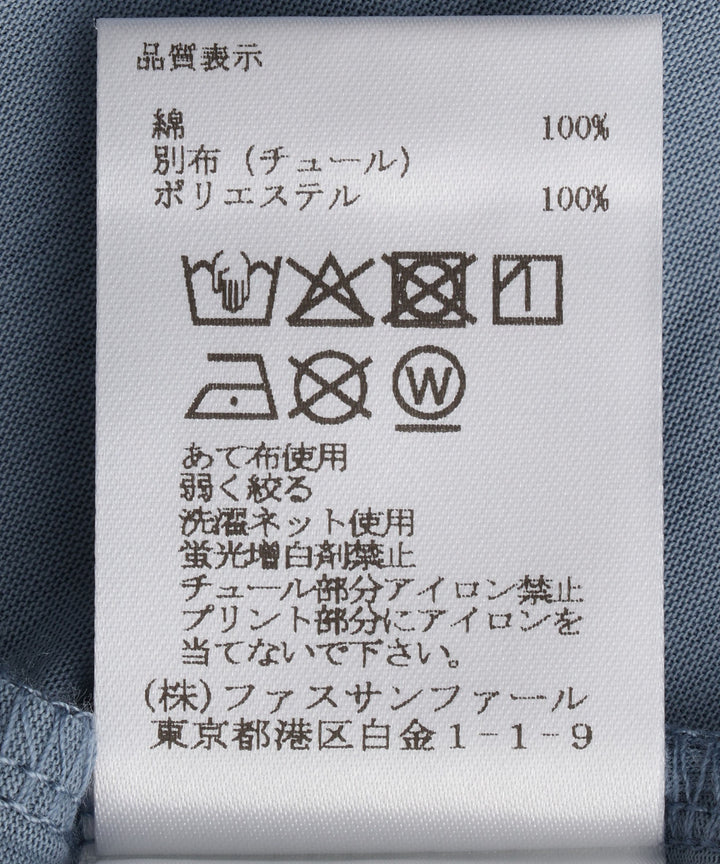 品質表示
綿 100%
別布 (チュール)
ポリエステル 100%
W
あて布使用
弱く絞る
洗濯ネット使用
蛍光増白剤禁止
チュール部分アイロン禁止
プリント部分にアイロンを
当てないで下さい。
(株)ファスサンファール
東京都港区白金1-1-9